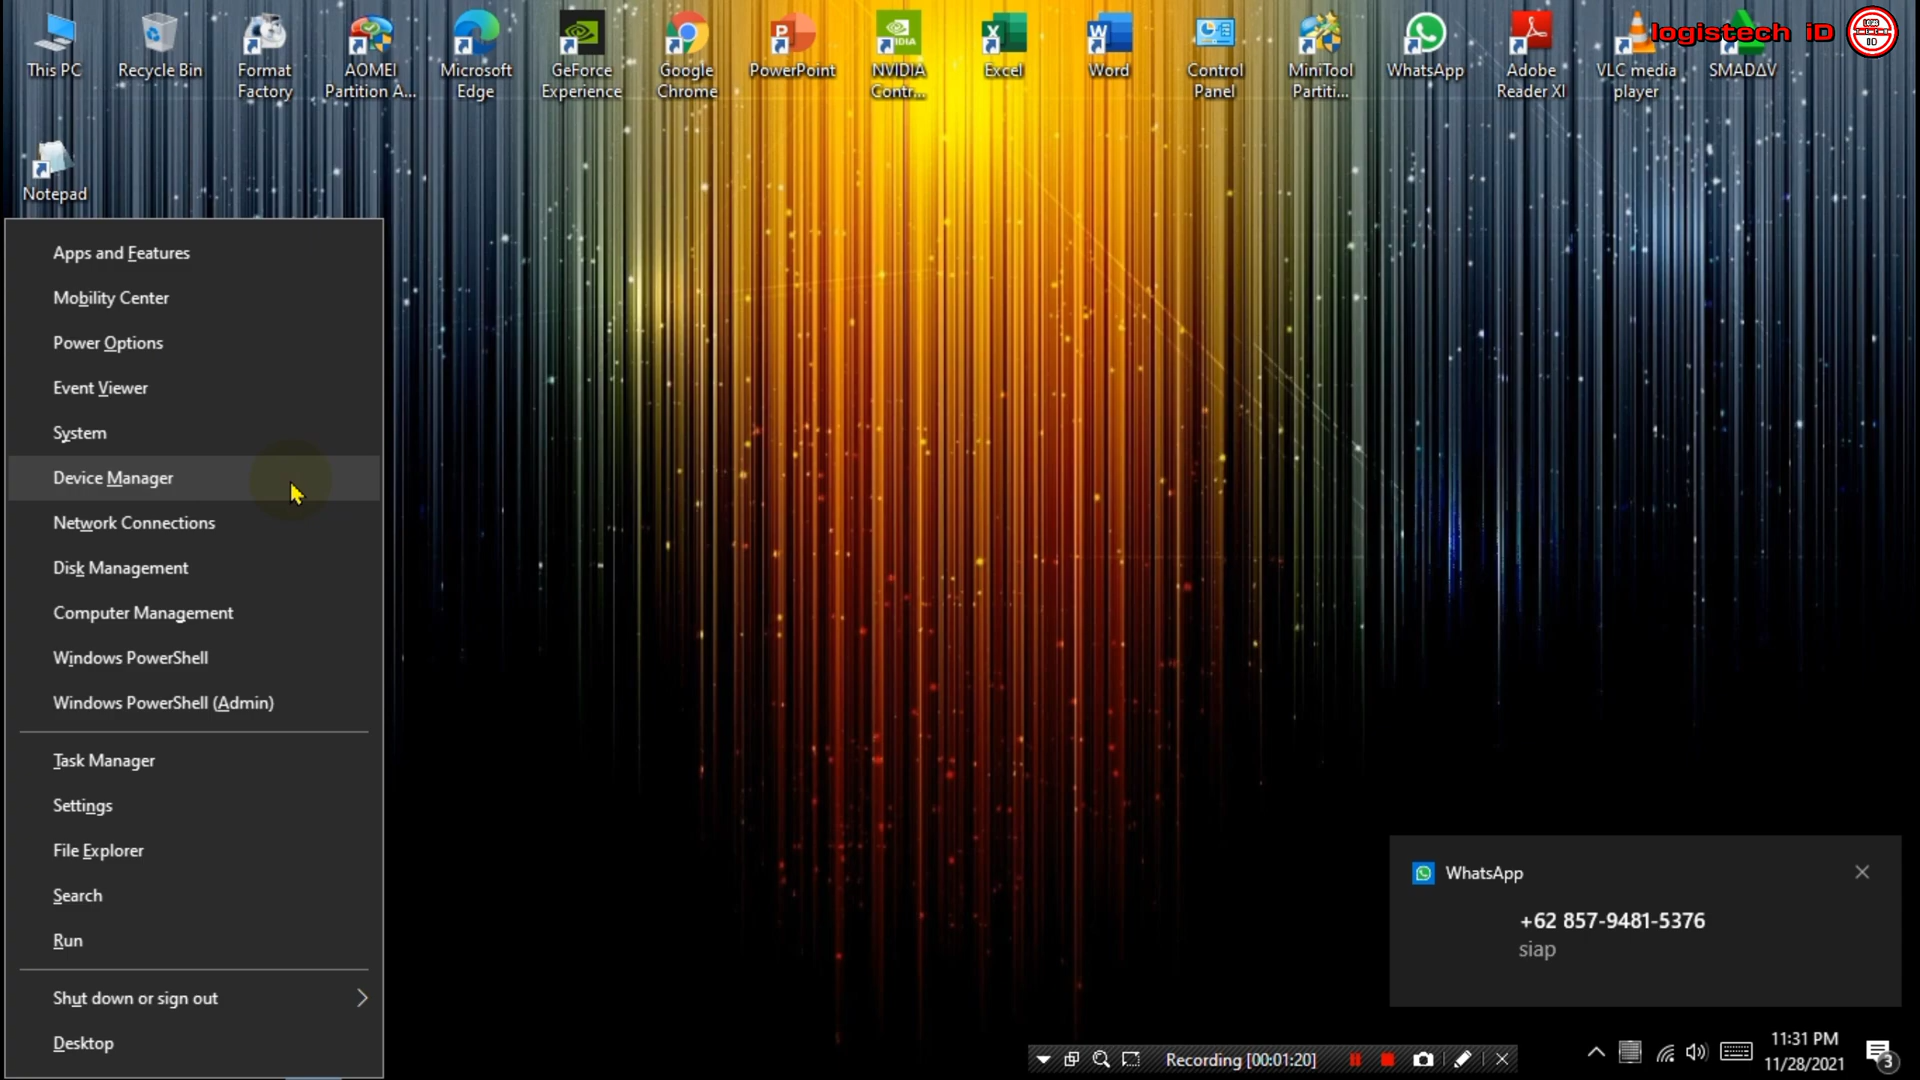 This PC
Recycle Bin
Format
Factory
AOMEI
Partition A...
Microsoft
Edge
GeForce
Experience
Google
Chrome
PowerPoint
NVIDIA
Contr...
Excel
Word
Control
Panel
MiniTool
Partiti...
WhatsApp
Adobe
Reader XI
VLC media
player
SMADΔV
logistech iD
Notepad
Apps and Features
Mobility Center
Power Options
Event Viewer
System
Device Manager
Network Connections
Disk Management
Computer Management
Windows PowerShell
Windows PowerShell (Admin)
Task Manager
Settings
File Explorer
Search
Run
Shut down or sign out
Desktop
WhatsApp
+62 857-9481-5376
siap
Recording [00:01:20]
11:31 PM
11/28/2021
3